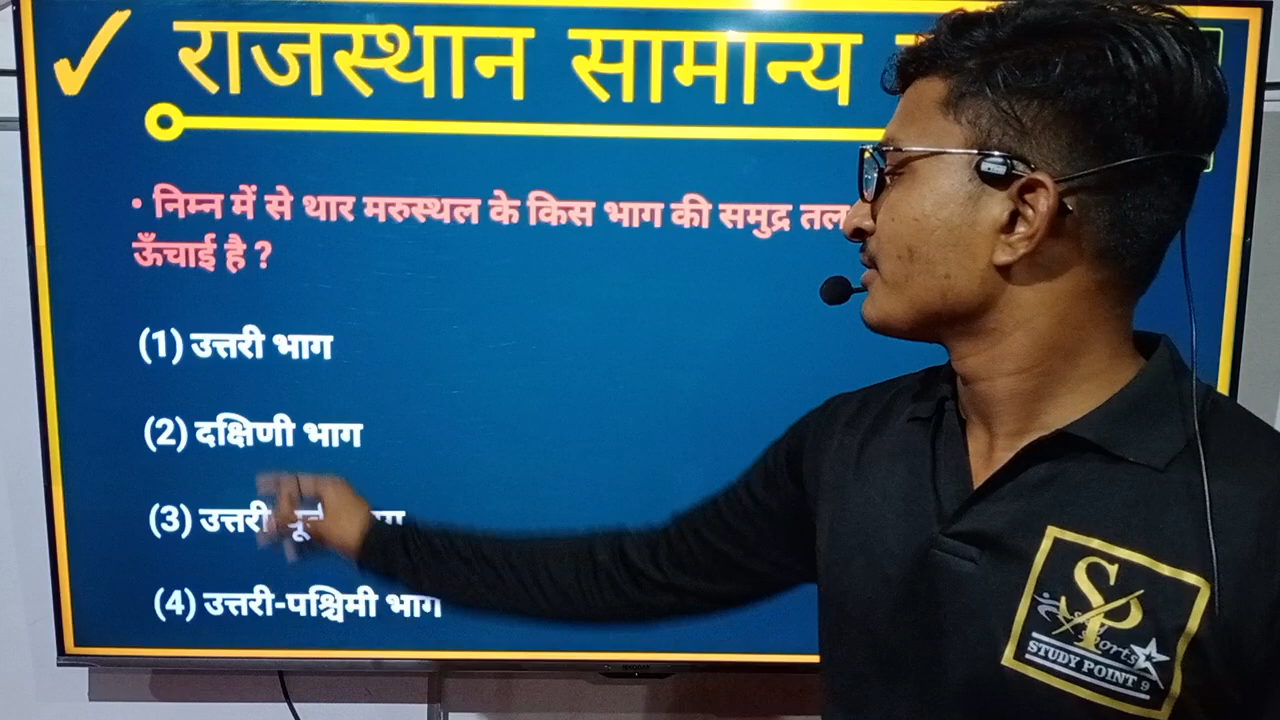 राजस्थान सामान्य
• निम्न में से थार मरुस्थल के किस भाग की समुद्र
ऊँचाई है ?
(1) उत्तरी भाग
(2) दक्षिणी भाग
(3) उत्तरी
(4) उत्तरी-पश्चिमी भाग
SP
Sports
STUDY POINT 9